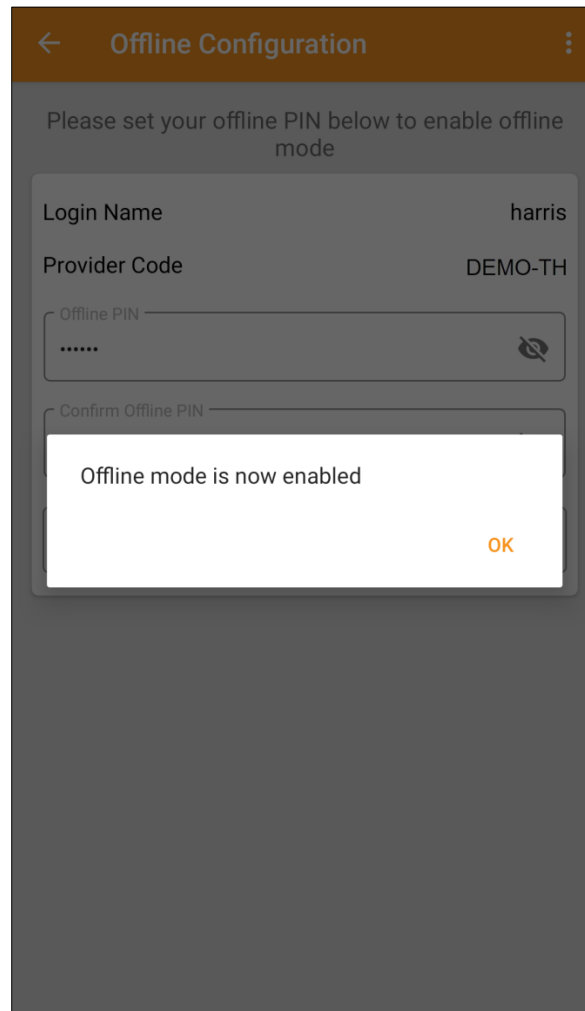 Offline Configuration
Please set your offline PIN below to enable offline
mode
Login Name harris
Provider Code DEMO-TH
Offline PIN
••••••
Confirm Offline PIN
Offline mode is now enabled
OK